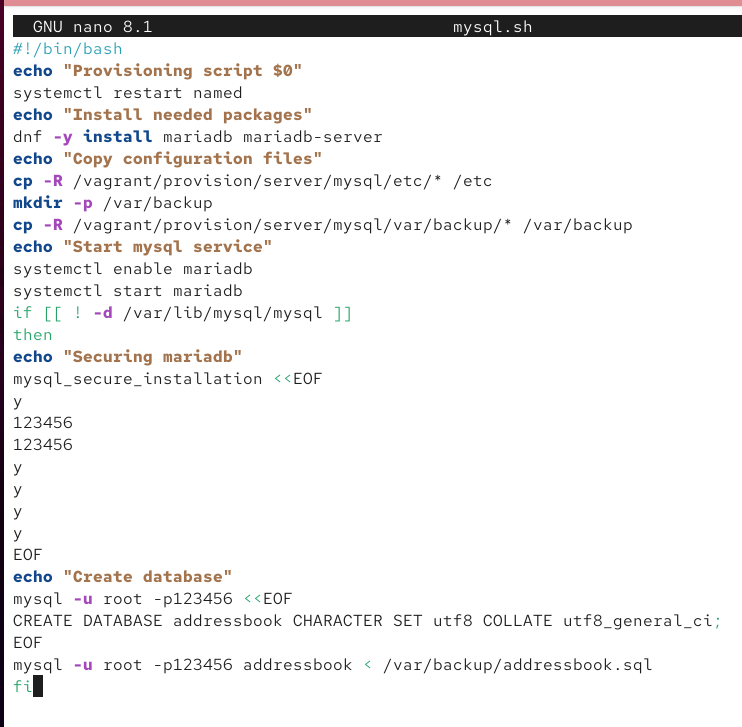 GNU nano 8.1 mysql.sh
#!/bin/bash
echo "Provisioning script $0"
systemctl restart named
echo "Install needed packages"
dnf -y install mariadb mariadb-server
echo "Copy configuration files"
cp -R /vagrant/provision/server/mysql/etc/* /etc
mkdir -p /var/backup
cp -R /vagrant/provision/server/mysql/var/backup/* /var/backup
echo "Start mysql service"
systemctl enable mariadb
systemctl start mariadb
if [[ ! -d /var/lib/mysql/mysql ]]
then
echo "Securing mariadb"
mysql_secure_installation <<EOF
y
123456
123456
y
y
y
y
EOF
echo "Create database"
mysql -u root -p123456 <<EOF
CREATE DATABASE addressbook CHARACTER SET utf8 COLLATE utf8_general_ci;
EOF
mysql -u root -p123456 addressbook < /var/backup/addressbook.sql
fi